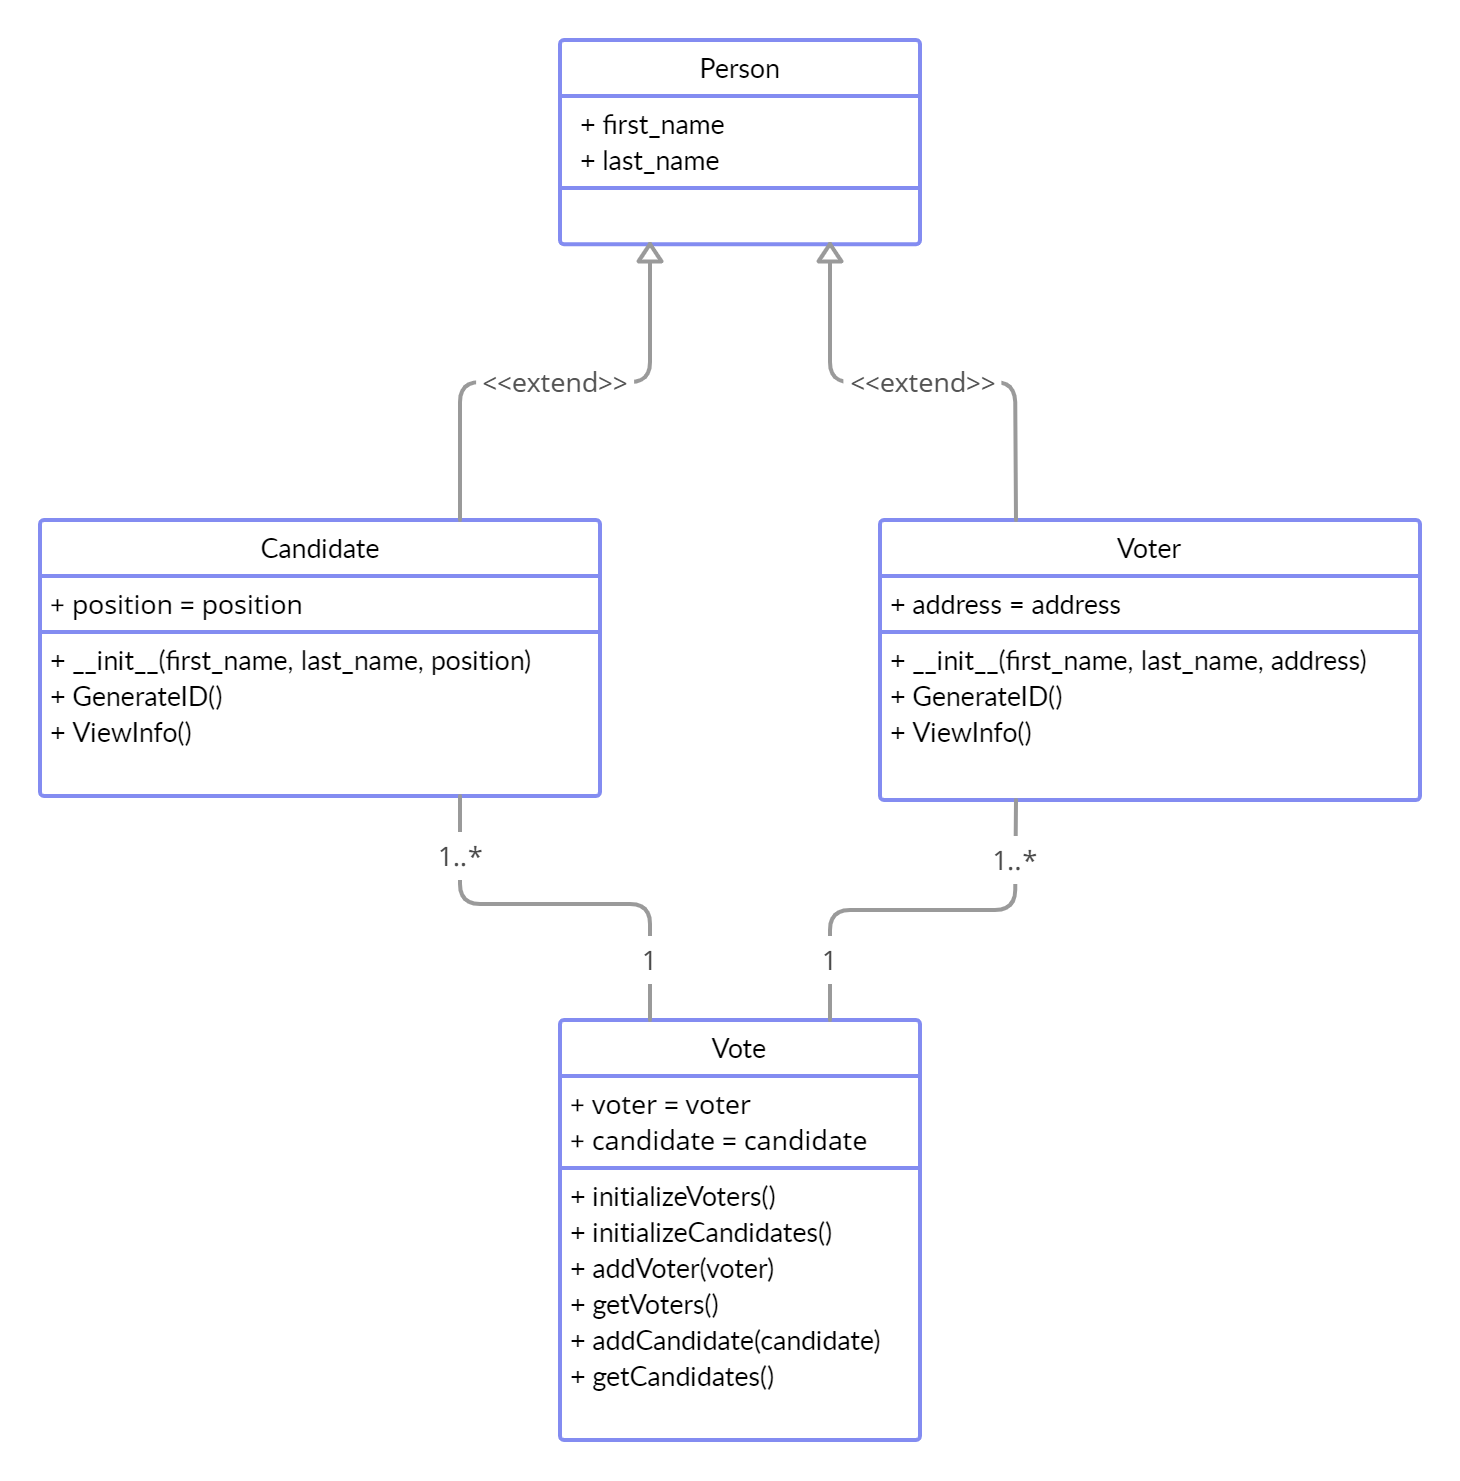 Person
+ first_name
+ last_name
<<extend>>
<<extend>>
Candidate
+ position = position
+ __init__(first_name, last_name, position)
+ GenerateID()
+ ViewInfo()
Voter
+ address = address
+ __init__(first_name, last_name, address)
+ GenerateID()
+ ViewInfo()
1..*
1..*
1
1
Vote
+ voter = voter
+ candidate = candidate
+ initializeVoters()
+ initializeCandidates()
+ addVoter(voter)
+ getVoters()
+ addCandidate(candidate)
+ getCandidates()